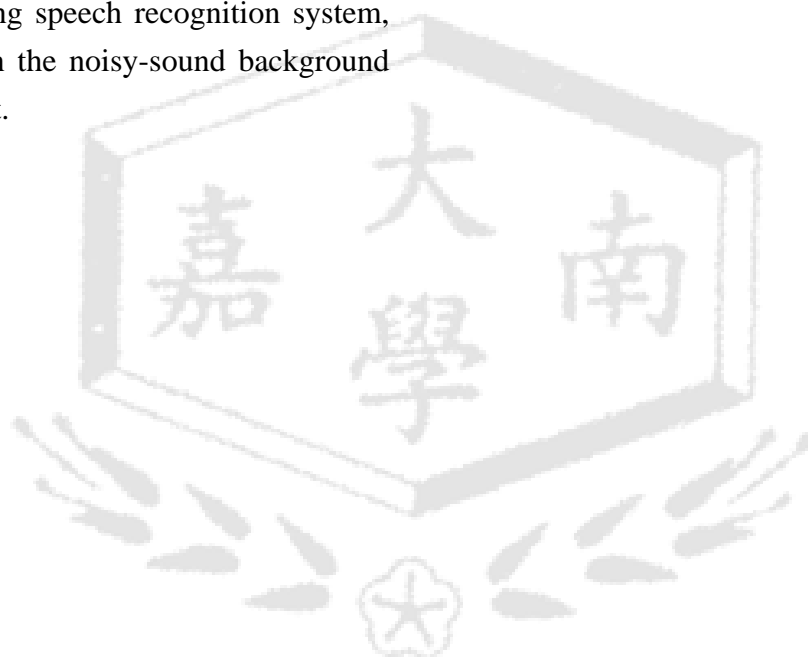 ng speech recognition system,
n the noisy-sound background
大
嘉 南
學